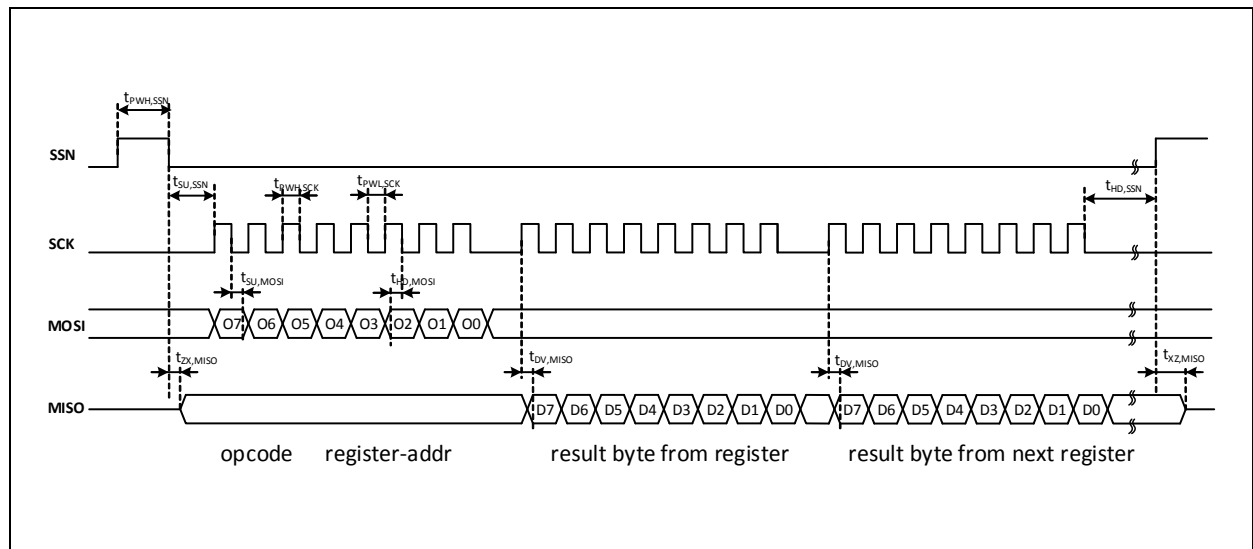 tPWH,SSN
SSN
tSU,SSN
tPWH,SCK
tPWL,SCK
tHD,SSN
SCK
tSU,MOSI
tHD,MOSI
MOSI
O7 O6 O5 O4 O3 O2 O1 O0
tZX,MISO
tDV,MISO
tDV,MISO
tXZ,MISO
MISO
D7 D6 D5 D4 D3 D2 D1 D0 D7 D6 D5 D4 D3 D2 D1 D0
opcode register-addr result byte from register result byte from next register